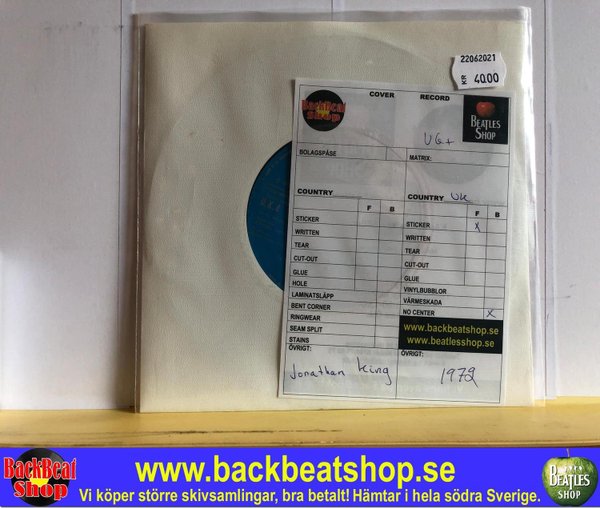 22062021
KR 40.00
COVER RECORD
BackBeat Shop
BEATLES SHOP
VG+
BOLAGSPÅSE MATRIX:
COUNTRY COUNTRY UK
F B F B
STICKER STICKER X
WRITTEN WRITTEN
TEAR TEAR
CUT-OUT CUT-OUT
GLUE GLUE
HOLE VINYLBUBBLOR
LAMINATSLÄPP VÄRMESKADA
BENT CORNER NO CENTER X
RINGWEAR www.backbeatshop.se
SEAM SPLIT www.beatlesshop.se
STAINS
ÖVRIGT: ÖVRIGT:
Jonathan King 1972
BackBeat Shop
www.backbeatshop.se
Vi köper större skivsamlingar, bra betalt! Hämtar i hela södra Sverige.
BEATLES SHOP